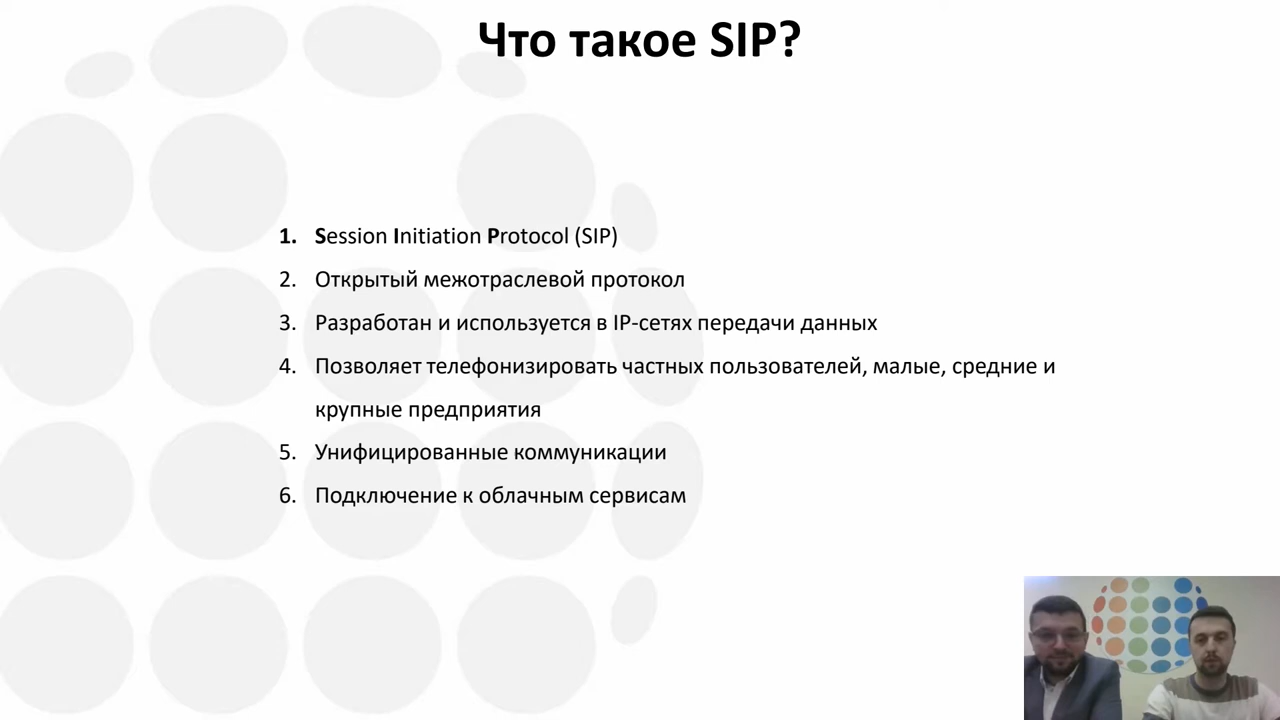 Что такое SIP?
1. Session Initiation Protocol (SIP)
2. Открытый межотраслевой протокол
3. Разработан и используется в IP-сетях передачи данных
4. Позволяет телефонизировать частных пользователей, малые, средние и
крупные предприятия
5. Унифицированные коммуникации
6. Подключение к облачным сервисам